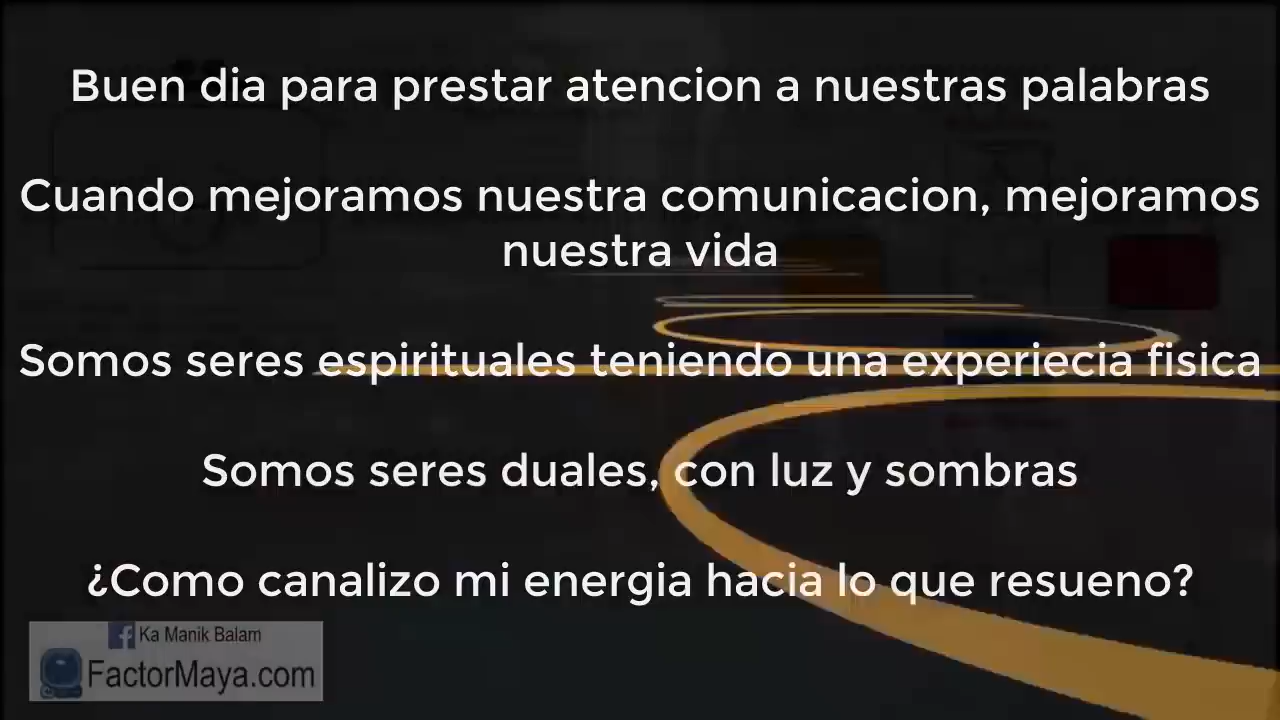 Buen dia para prestar atencion a nuestras palabras
Cuando mejoramos nuestra comunicacion, mejoramos
nuestra vida
Somos seres espirituales teniendo una experiecia fisica
Somos seres duales, con luz y sombras
¿Como canalizo mi energia hacia lo que resueno?
Ka Manik Balam
FactorMaya.com